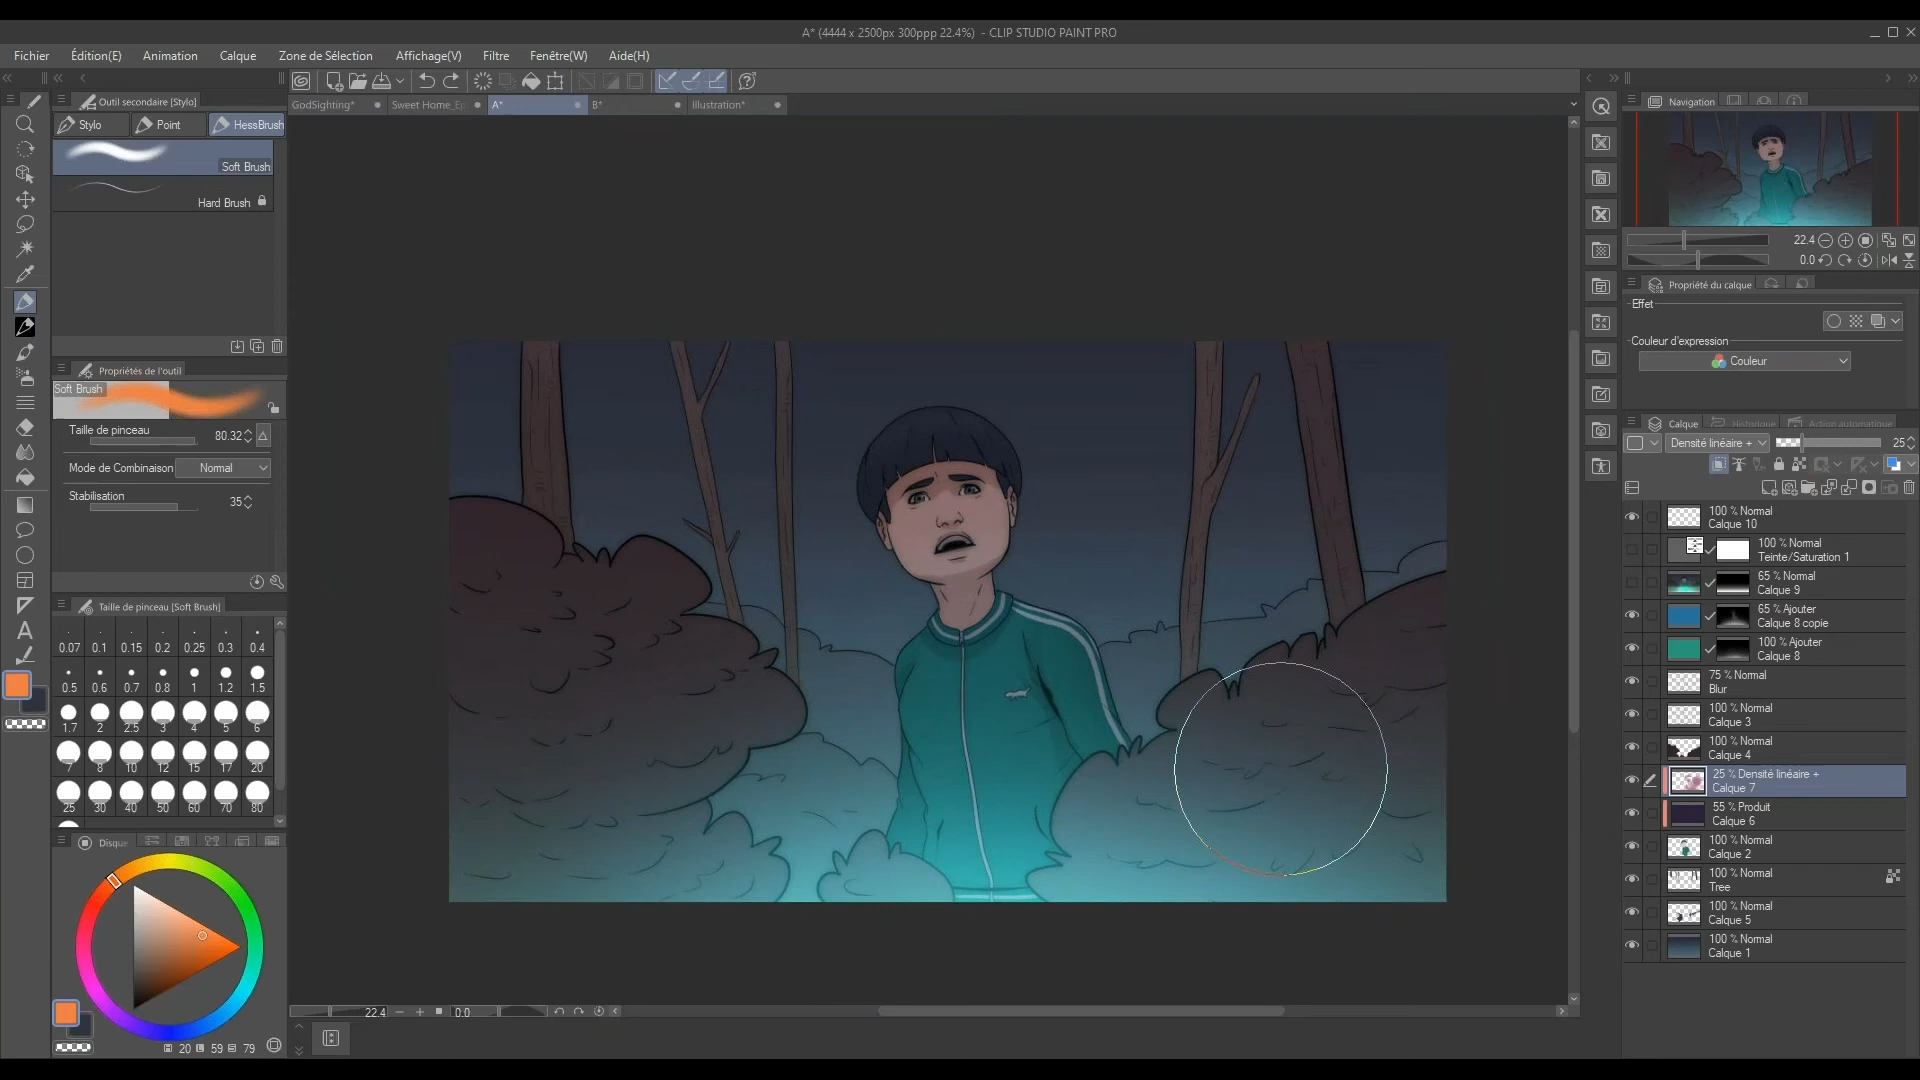 A* (4444 x 2500px 300ppp 22.4%) - CLIP STUDIO PAINT PRO
Fichier Édition(E) Animation Calque Zone de Sélection Affichage(V) Filtre Fenêtre(W) Aide(H)
GodSighting* Sweet Home_Ep A* B* Illustration*
Outil secondaire [Stylo]
Stylo Point HessBrush
Soft Brush
Hard Brush
Propriétés de l'outil
Soft Brush
Taille de pinceau 80.32
Mode de Combinaison Normal
Stabilisation 35
Taille de pinceau [Soft Brush]
0.07 0.1 0.15 0.2 0.25 0.3 0.4
0.5 0.6 0.7 0.8 1 1.2 1.5
1.7 2 2.5 3 4 5 6
7 8 10 12 15 17 20
25 30 40 50 60 70 80
Disque
20 59 79
22.4 0.0
Navigation
22.4
0.0
Propriété du calque
Effet
Couleur d'expression
Couleur
Calque Historique Action automatique
Densité linéaire + 25
100 % Normal
Calque 10
100 % Normal
Teinte/Saturation 1
65 % Normal
Calque 9
65 % Ajouter
Calque 8 copie
100 % Ajouter
Calque 8
75 % Normal
Blur
100 % Normal
Calque 3
100 % Normal
Calque 4
25 % Densité linéaire +
Calque 7
55 % Produit
Calque 6
100 % Normal
Calque 2
100 % Normal
Tree
100 % Normal
Calque 5
100 % Normal
Calque 1